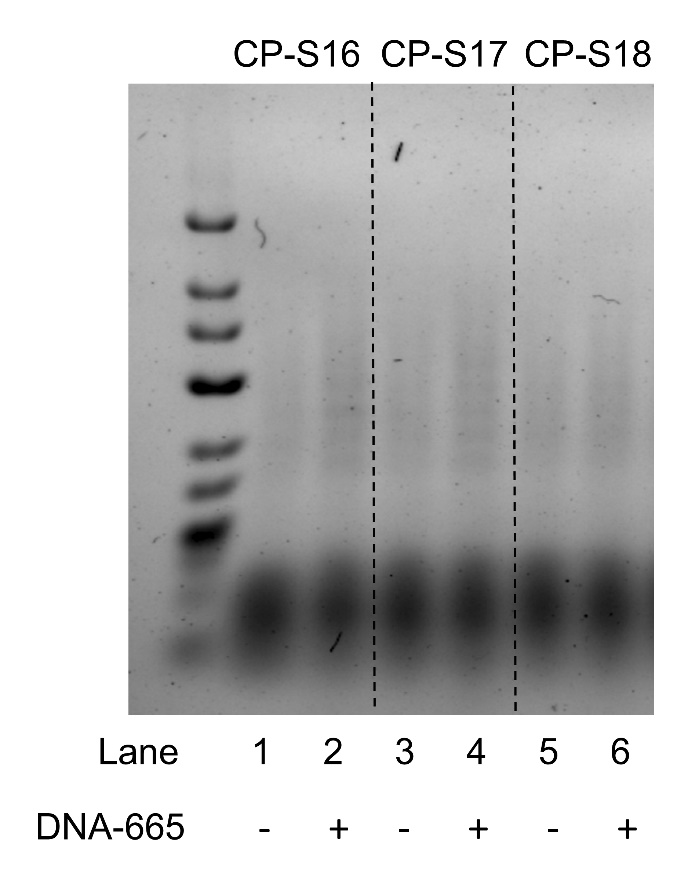 CP-S16 CP-S17 CP-S18
Lane 1 2 3 4 5 6
DNA-665 - + - + - +